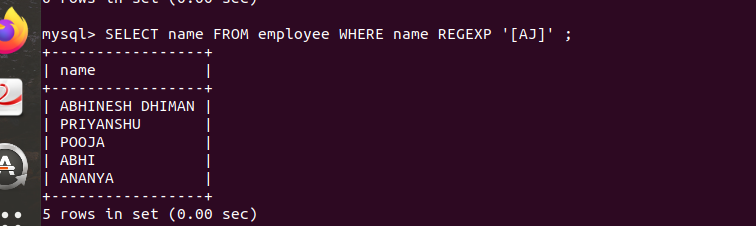 6 rows in set (0.00 sec)
mysql> SELECT name FROM employee WHERE name REGEXP '[AJ]' ;
+-----------------+
| name            |
+-----------------+
| ABHINESH DHIMAN |
| PRIYANSHU       |
| POOJA           |
| ABHI            |
| ANANYA          |
+-----------------+
5 rows in set (0.00 sec)